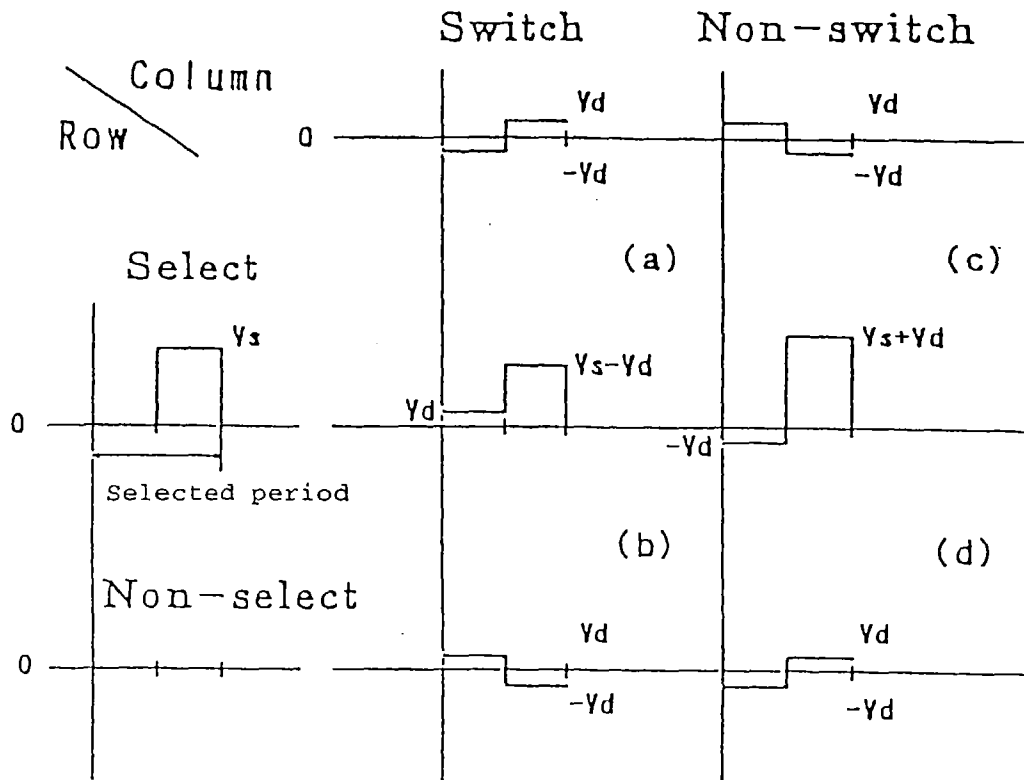 Switch Non-switch
Column
Row
0 Vd Vd
-Vd -Vd
(a) (c)
Select
Vs Vs-Vd Vs+Vd
Vd
0 -Vd
Selected period
(b) (d)
Non-select
Vd Vd
0
-Vd -Vd